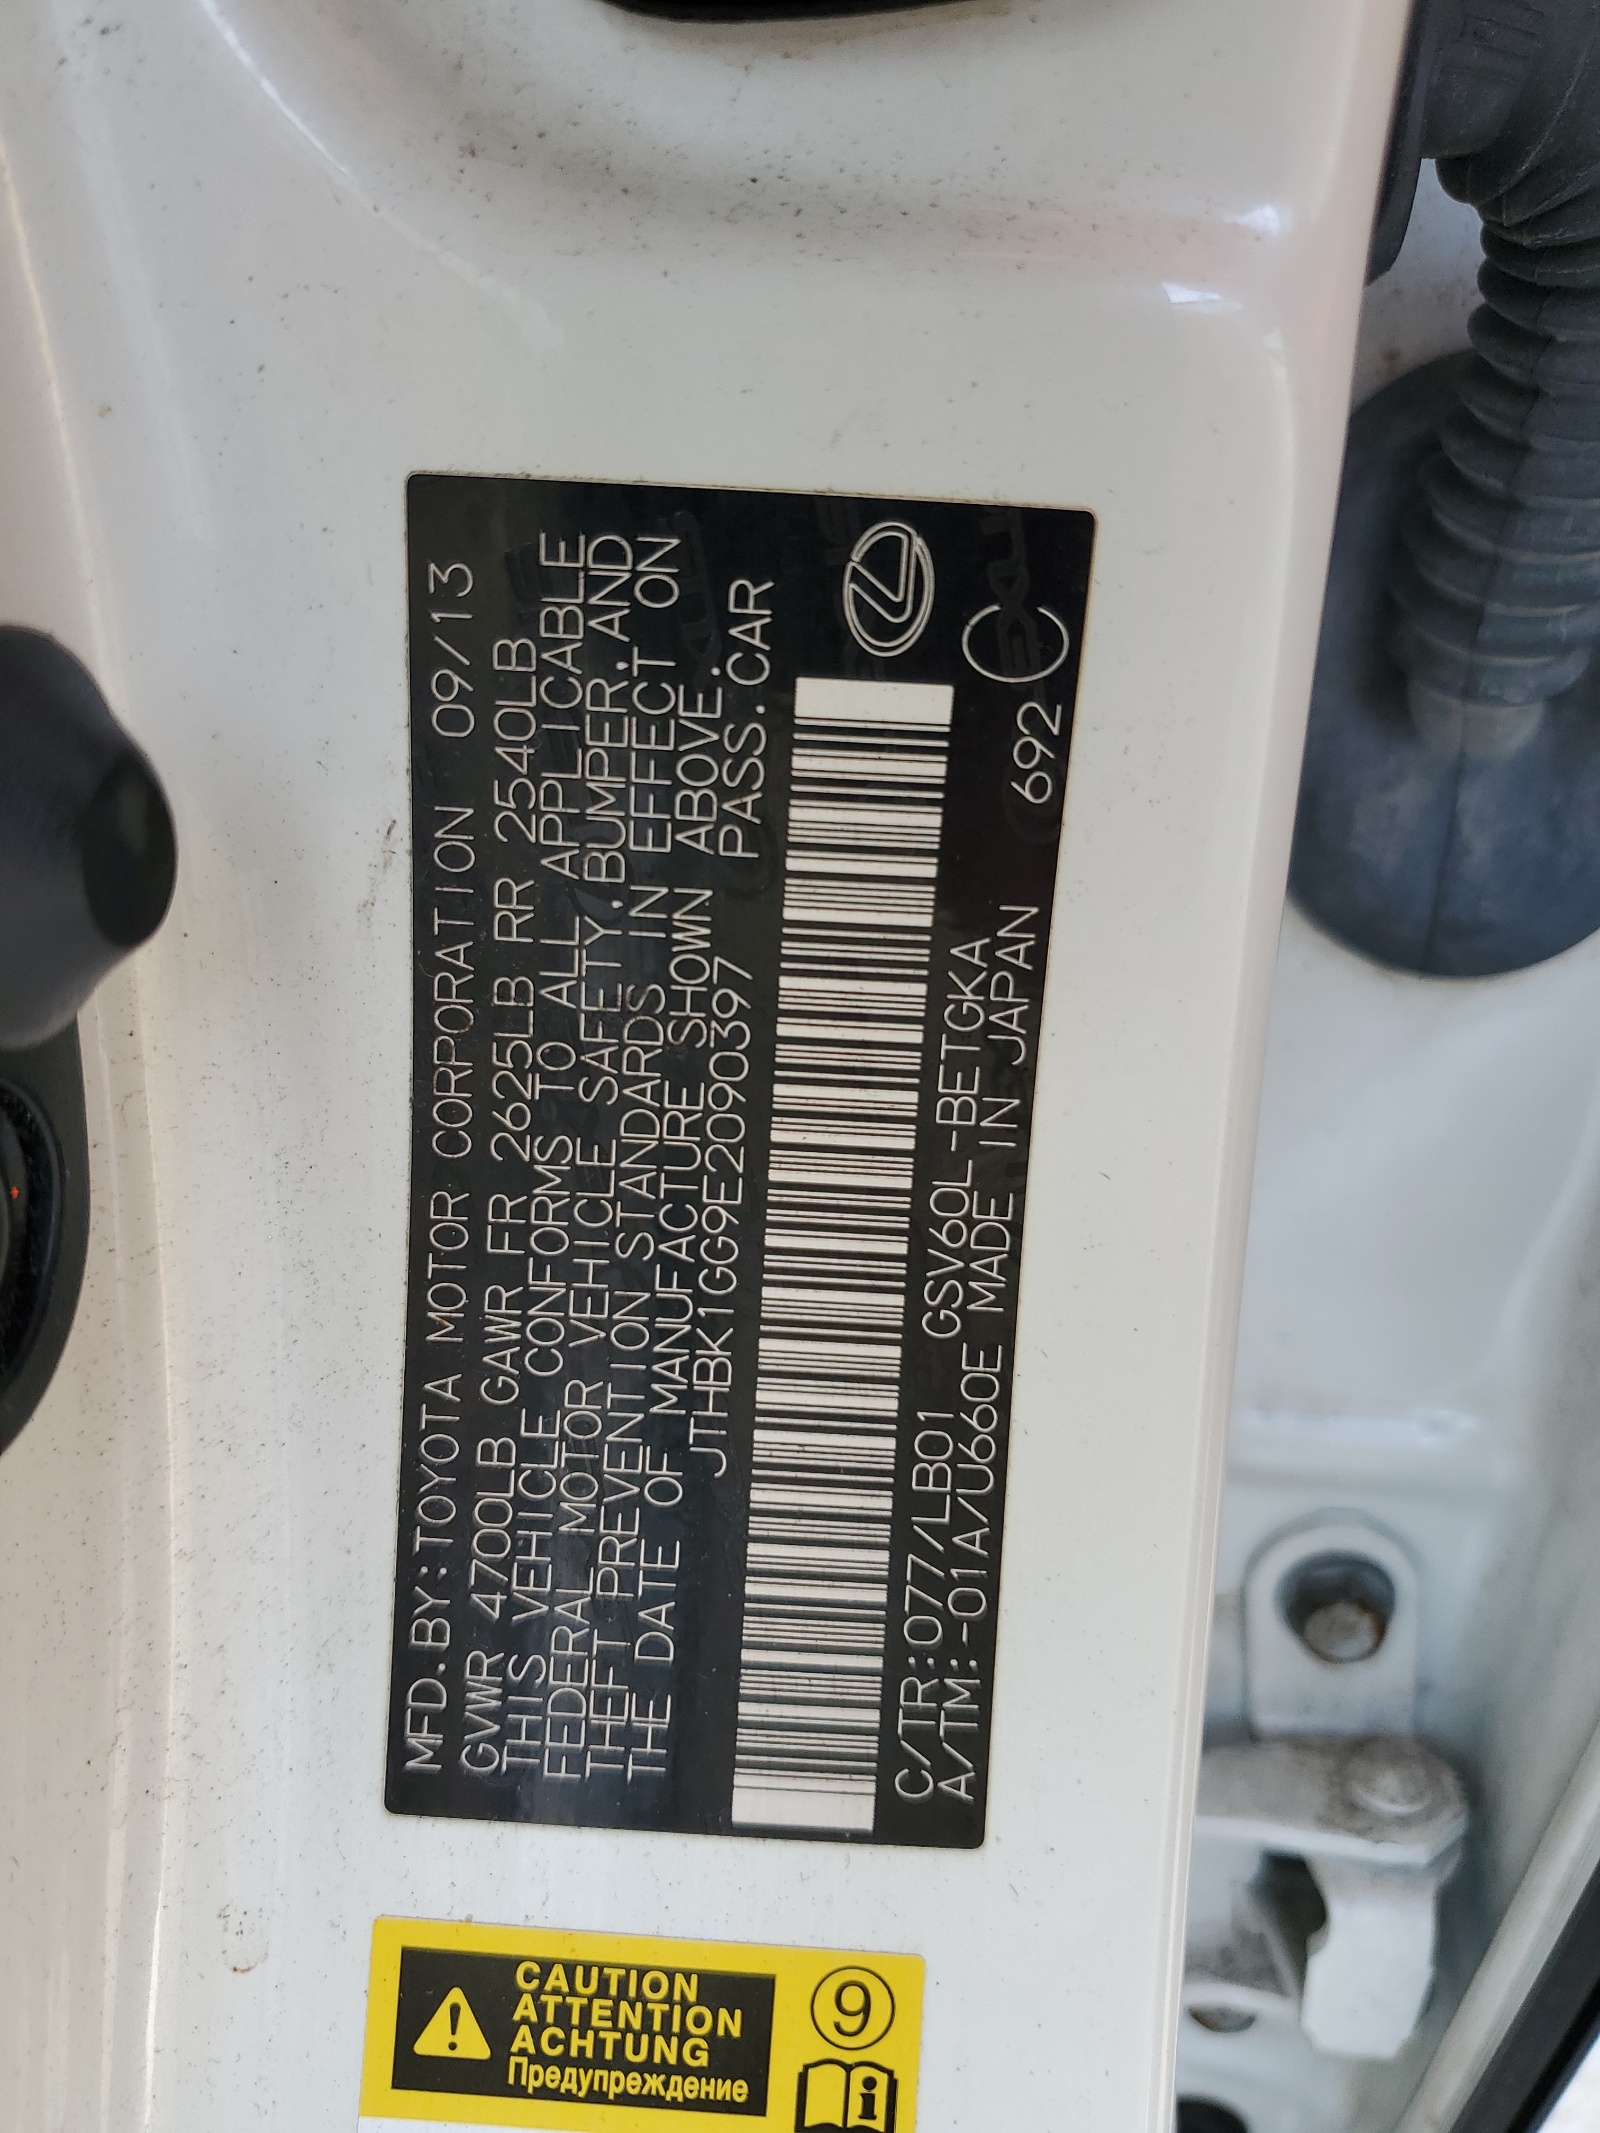 MFD.BY:TOYOTA MOTOR CORPORATION 09/13
GVWR 4700LB GAWR FR 2625LB RR 2540LB
THIS VEHICLE CONFORMS TO ALL APPLICABLE
FEDERAL MOTOR VEHICLE SAFETY,BUMPER,AND
THEFT PREVENTION STANDARDS IN EFFECT ON
THE DATE OF MANUFACTURE SHOWN ABOVE.
JTHBK1GG9E2090397 PASS.CAR
C/TR:077/LB01 GSV60L-BETGKA
A/TM:-01A/U660E MADE IN JAPAN 692 C
CAUTION
ATTENTION
ACHTUNG
Предупреждение
9
i